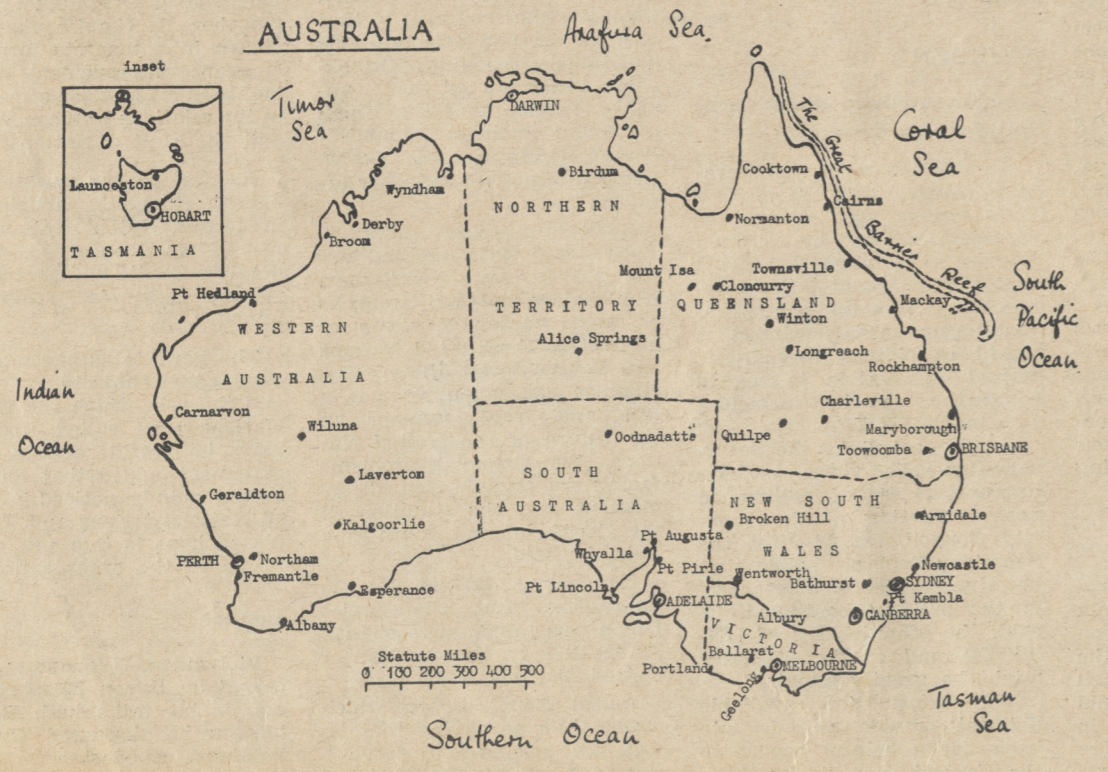 AUSTRALIA
Arafura Sea.
inset
Timor
Sea
DARWIN
The Great
Barrier Reef
Coral
Sea
Launceston
HOBART
TASMANIA
Wyndham
Birdum
Cooktown
NORTHERN
Cairns
Derby
Broom
Normanton
Mount Isa
Townsville
Cloncurry
Pt Hedland
TERRITORY
QUEENSLAND
Mackay
South
Pacific
Ocean
WESTERN
Winton
Alice Springs
Longreach
Rockhampton
AUSTRALIA
Indian
Ocean
Carnarvon
Charleville
Wiluna
Oodnadatta
Quilpe
Maryborough
Toowoomba
BRISBANE
Laverton
SOUTH
AUSTRALIA
Geraldton
NEW SOUTH
Armidale
Kalgoorlie
Broken Hill
Pt Augusta
WALES
Whyalla
PERTH
Northam
Pt Pirie
Newcastle
Fremantle
Wentworth
Bathurst
SYDNEY
Esperance
Pt Lincoln
Pt Kembla
ADELAIDE
Albury
CANBERRA
Albany
VICTORIA
Ballarat
Statute Miles
0 100 200 300 400 500
Portland
MELBOURNE
Geelong
Tasman
Sea
Southern Ocean